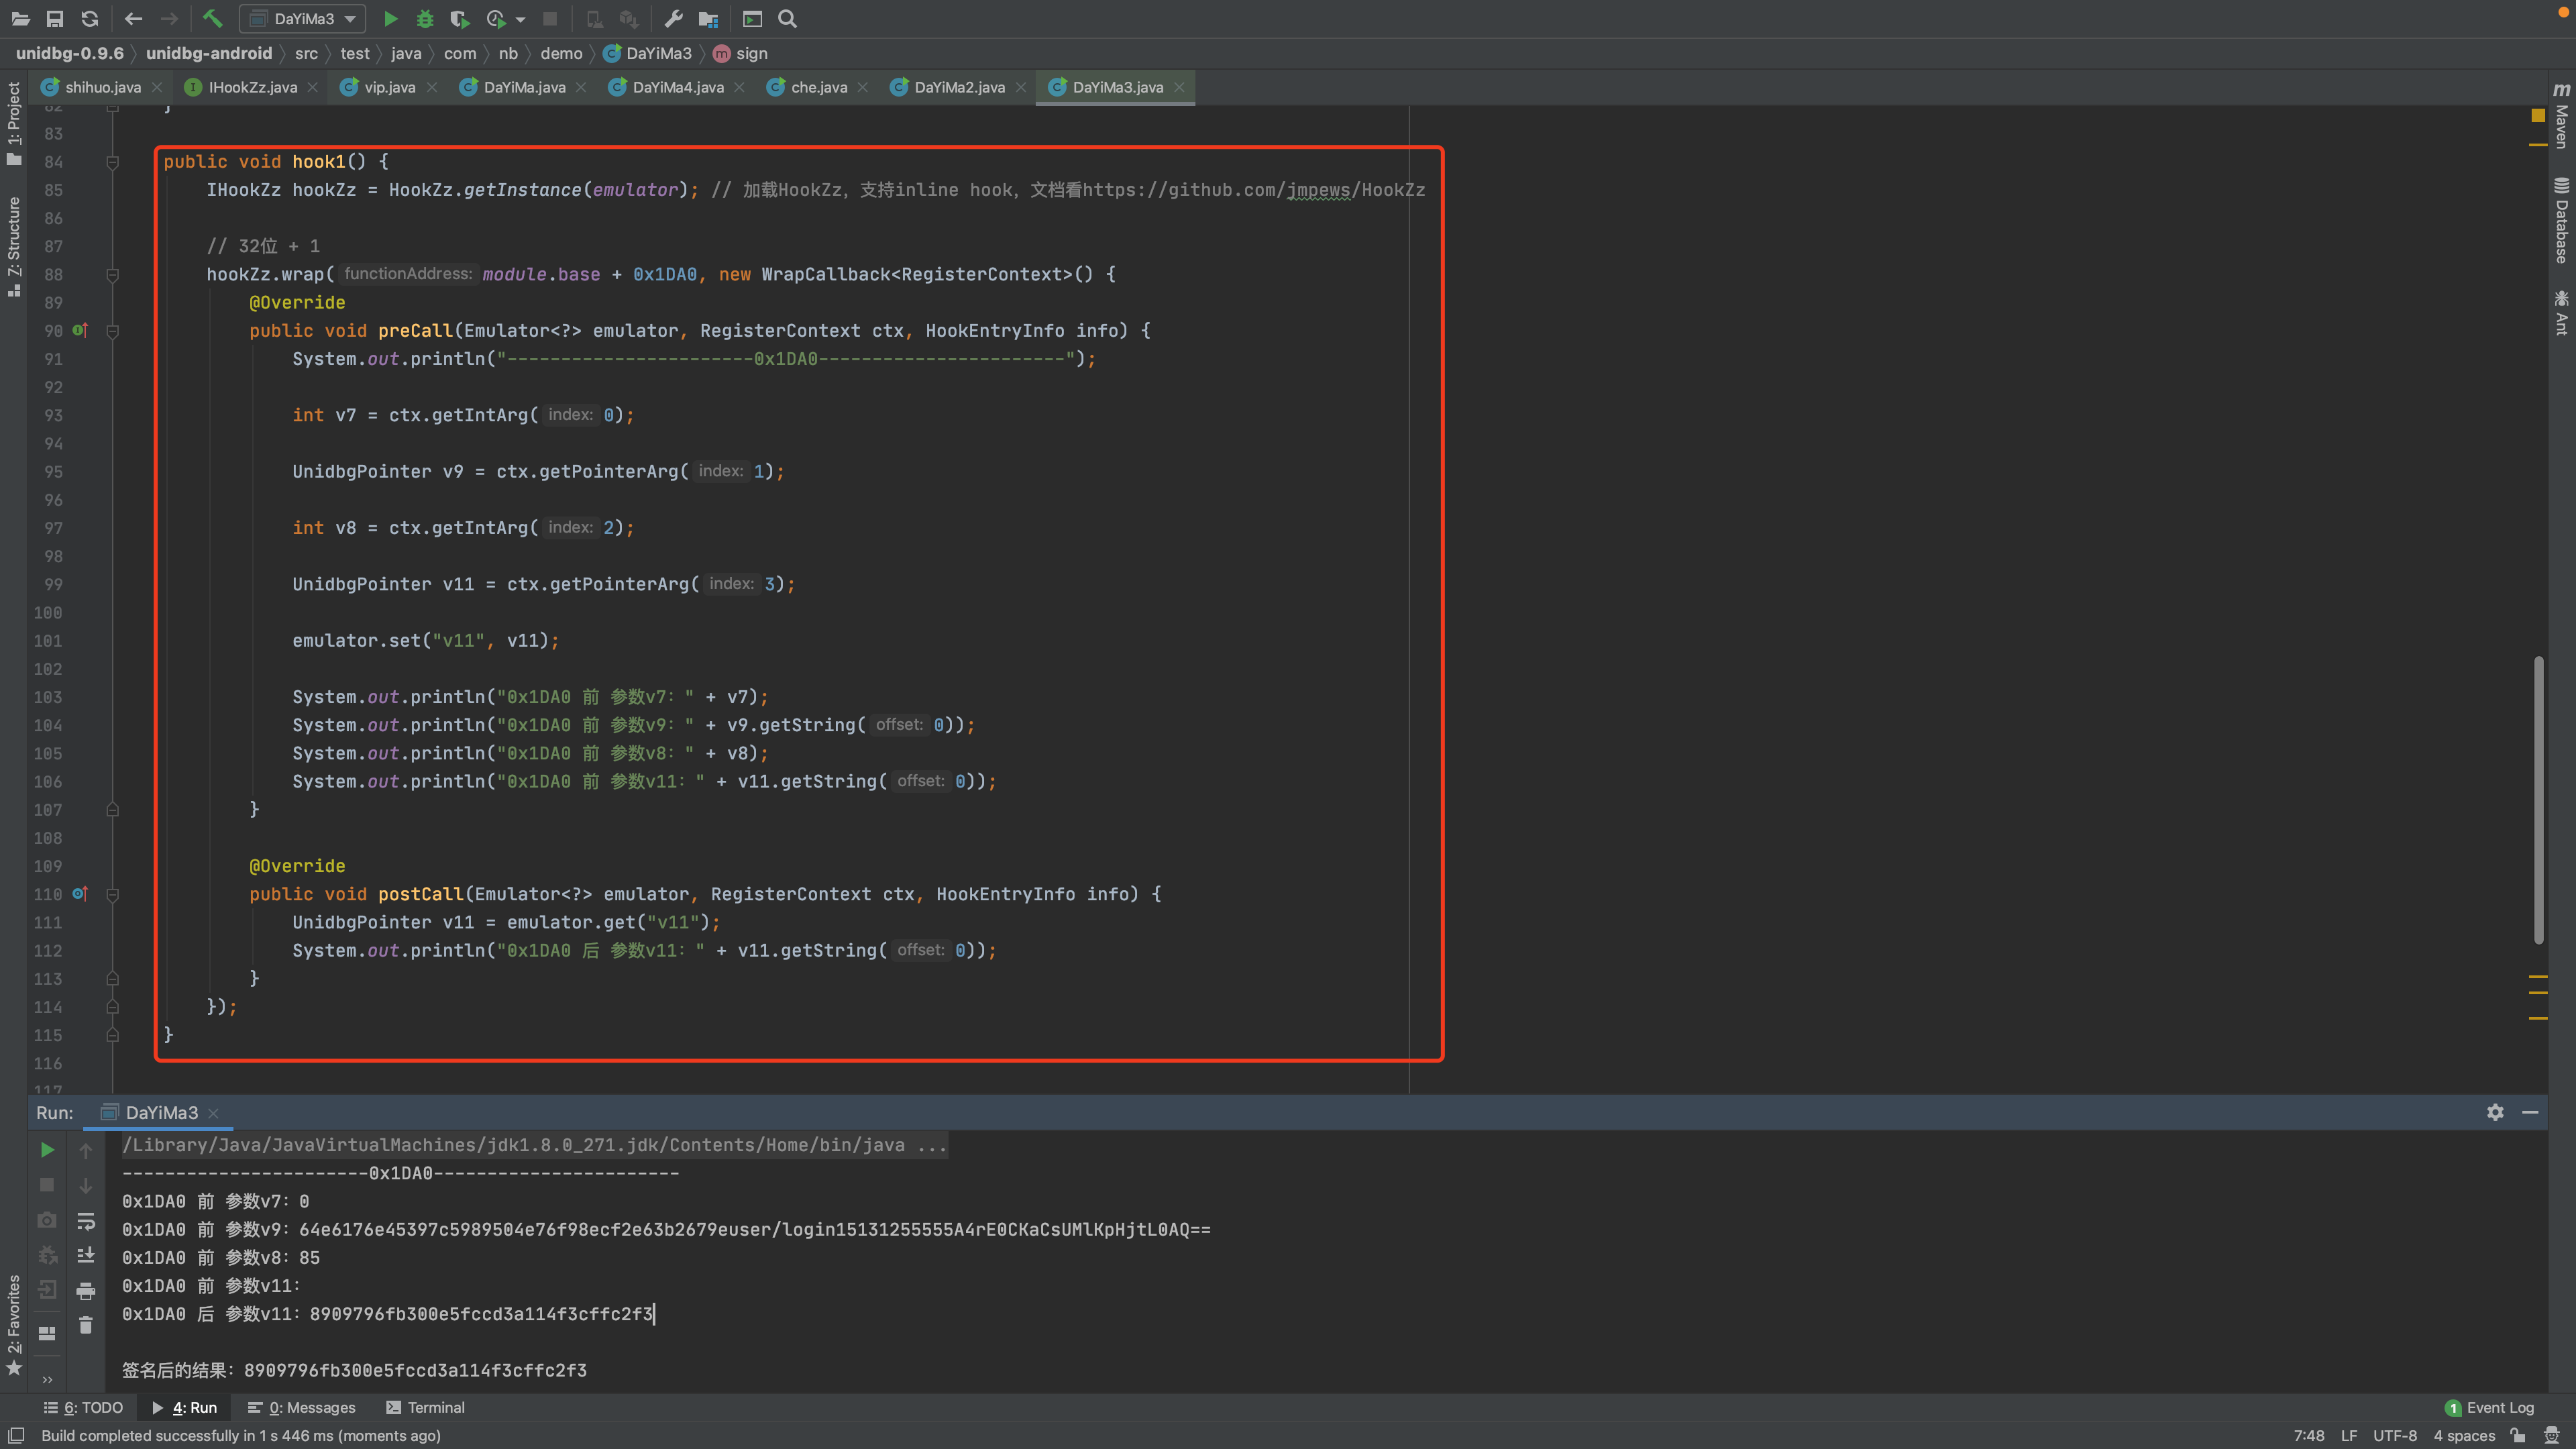 DaYiMa3
unidbg-0.9.6 unidbg-android src test java com nb demo DaYiMa3 sign
shihuo.java IHookZz.java vip.java DaYiMa.java DaYiMa4.java che.java DaYiMa2.java DaYiMa3.java
1: Project
7: Structure
2: Favorites
Maven
Database
Ant
82 }
83
84 public void hook1() {
85 IHookZz hookZz = HookZz.getInstance(emulator); // 加载HookZz，支持inline hook，文档看https://github.com/jmpews/HookZz
86
87 // 32位 + 1
88 hookZz.wrap( functionAddress: module.base + 0x1DA0, new WrapCallback<RegisterContext>() {
89 @Override
90 public void preCall(Emulator<?> emulator, RegisterContext ctx, HookEntryInfo info) {
91 System.out.println("-----------------------0x1DA0-----------------------");
92
93 int v7 = ctx.getIntArg( index: 0);
94
95 UnidbgPointer v9 = ctx.getPointerArg( index: 1);
96
97 int v8 = ctx.getIntArg( index: 2);
98
99 UnidbgPointer v11 = ctx.getPointerArg( index: 3);
100
101 emulator.set("v11", v11);
102
103 System.out.println("0x1DA0 前 参数v7：" + v7);
104 System.out.println("0x1DA0 前 参数v9：" + v9.getString( offset: 0));
105 System.out.println("0x1DA0 前 参数v8：" + v8);
106 System.out.println("0x1DA0 前 参数v11：" + v11.getString( offset: 0));
107 }
108
109 @Override
110 public void postCall(Emulator<?> emulator, RegisterContext ctx, HookEntryInfo info) {
111 UnidbgPointer v11 = emulator.get("v11");
112 System.out.println("0x1DA0 后 参数v11：" + v11.getString( offset: 0));
113 }
114 });
115 }
116
117
Run: DaYiMa3
/Library/Java/JavaVirtualMachines/jdk1.8.0_271.jdk/Contents/Home/bin/java ...
-----------------------0x1DA0-----------------------
0x1DA0 前 参数v7：0
0x1DA0 前 参数v9：64e6176e45397c5989504e76f98ecf2e63b2679euser/login15131255555A4rE0CKaCsUMlKpHjtL0AQ==
0x1DA0 前 参数v8：85
0x1DA0 前 参数v11：
0x1DA0 后 参数v11：8909796fb300e5fccd3a114f3cffc2f3
签名后的结果：8909796fb300e5fccd3a114f3cffc2f3
6: TODO 4: Run 0: Messages Terminal 1 Event Log
Build completed successfully in 1 s 446 ms (moments ago) 7:48 LF UTF-8 4 spaces